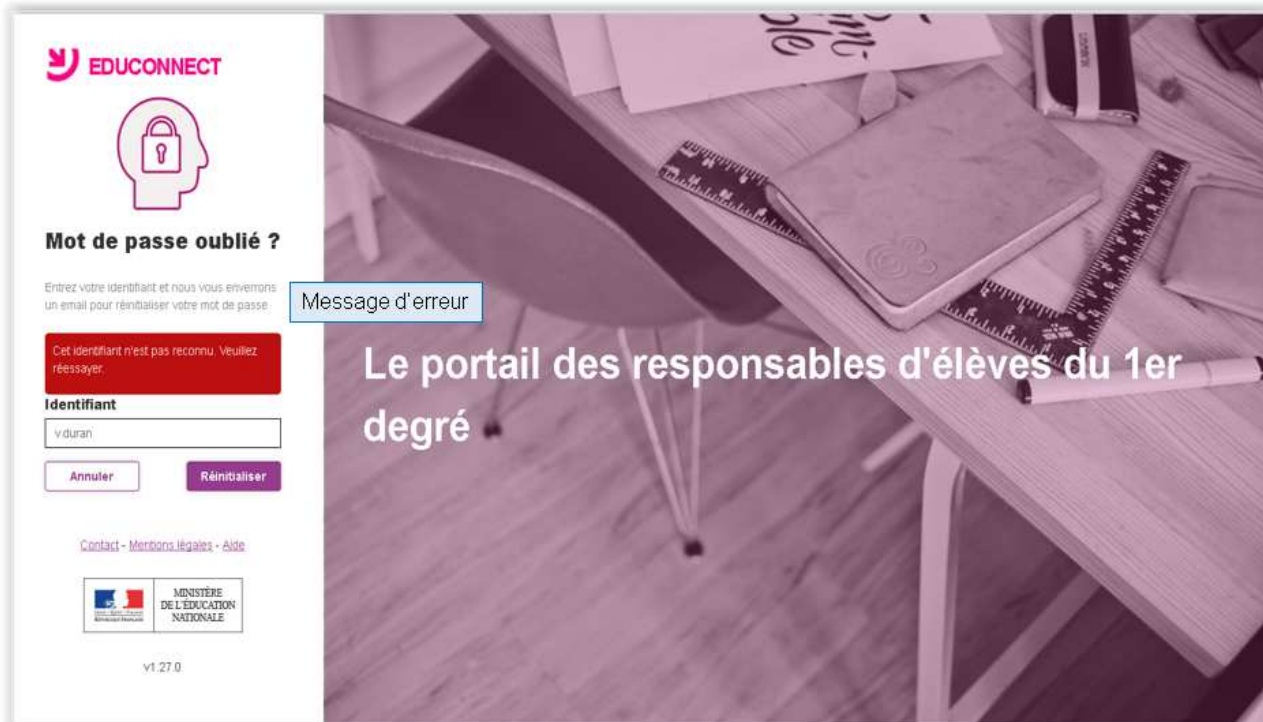 EDUCONNECT
Mot de passe oublié ?
Entrez votre identifiant et nous vous enverrons
un email pour réinitialiser votre mot de passe
Message d'erreur
Cet identifiant n'est pas reconnu. Veuillez
réessayer.
Identifiant
v.duran
Annuler
Réinitialiser
Contact - Mentions légales - Aide
MINISTÈRE
DE L'ÉDUCATION
NATIONALE
v1.27.0
Le portail des responsables d'élèves du 1er
degré